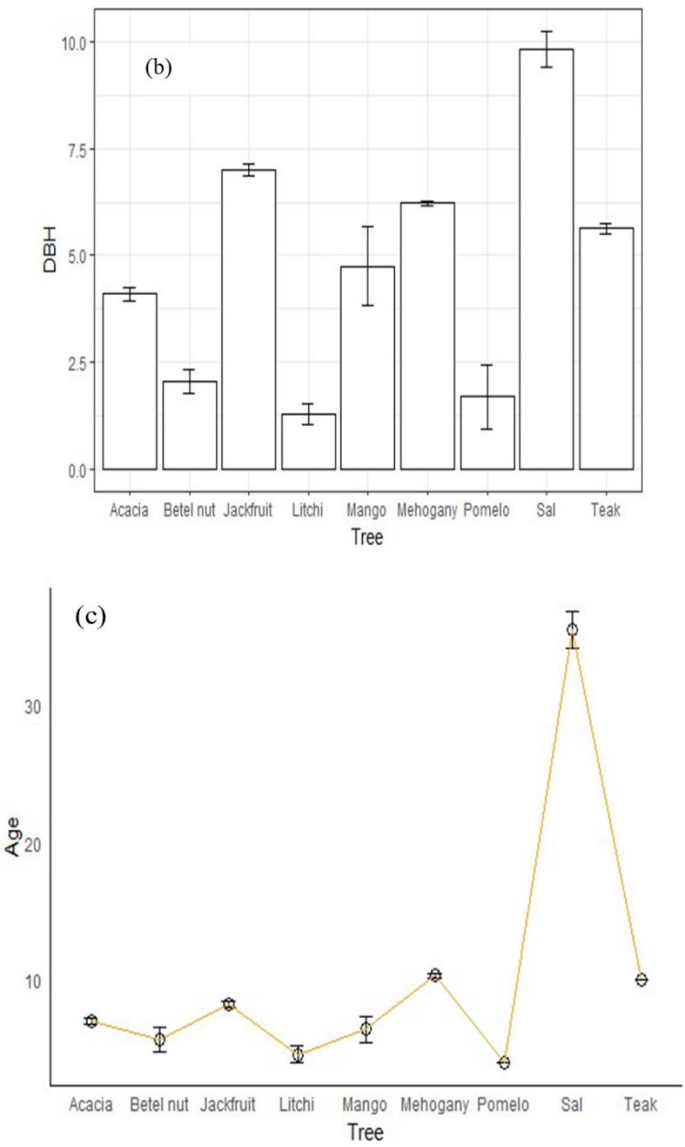 (b)
10.0
7.5
5.0
2.5
0.0
DBH
Acacia Betel nut Jackfruit Litchi Mango Mehogany Pomelo Sal Teak
Tree
(c)
30
20
10
Age
Acacia Betel nut Jackfruit Litchi Mango Mehogany Pomelo Sal Teak
Tree